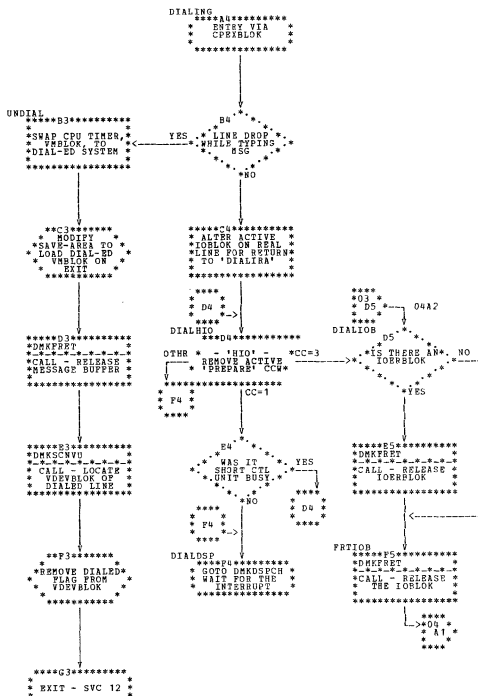 DIALING
A4
ENTRY VIA
CPEXBLOK
UNDIAL
B3
SWAP CPU TIMER,
VMBLOK, TO
DIAL-ED SYSTEM
YES
B4
LINE DROP
WHILE TYPING
MSG
NO
C3
MODIFY
SAVE-AREA TO
LOAD DIAL-ED
VMBLOK ON
EXIT
C4
ALTER ACTIVE
IOBLOK ON REAL
LINE FOR RETURN
TO 'DIALIRA'
D4
03
D5
04A2
D3
DMKFRET
CALL - RELEASE
MESSAGE BUFFER
DIALHIO
D4
OTHR
- 'HIO' -
REMOVE ACTIVE
'PREPARE' CCW
CC=3
F4
CC=1
DIALIOB
D5
IS THERE AN
IOERBLOK
NO
YES
E3
DMKSCNVU
CALL - LOCATE
VDEVBLOK OF
DIALED LINE
E4
WAS IT
SHORT CTL
UNIT BUSY.
YES
D4
NO
F4
E5
DMKFRET
CALL - RELEASE
IOERBLOK
F3
REMOVE DIALED
FLAG FROM
VDEVBLOK
DIALDSP
F4
GOTO DMKDSPCH
WAIT FOR THE
INTERRUPT
FRTIOB
F5
DMKFRET
CALL - RELEASE
THE IOBLOK
04
A1
G3
EXIT - SVC 12